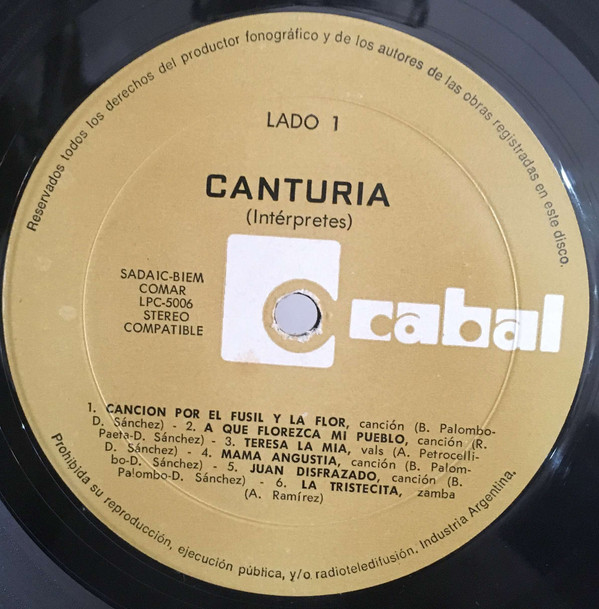 Reservados todos los derechos del productor fonográfico y de los autores de las obras registradas en este disco.
LADO 1
CANTURIA
(Intérpretes)
SADAIC-BIEM
COMAR
LPC-5006
STEREO
COMPATIBLE
cabal
1. CANCION POR EL FUSIL Y LA FLOR, canción (B. Palombo-
D. Sánchez) - 2. A QUE FLOREZCA MI PUEBLO, canción (R.
Paeta-D. Sánchez) - 3. TERESA LA MIA, vals (A. Petrocelli-
D. Sánchez) - 4. MAMA ANGUSTIA, canción (B. Palom-
bo-D. Sánchez) - 5. JUAN DISFRAZADO, canción (B.
Palombo-D. Sánchez) - 6. LA TRISTECITA, zamba
(A. Ramírez)
Prohibida su reproducción, ejecución pública, y/o radioteledifusión. Industria Argentina.